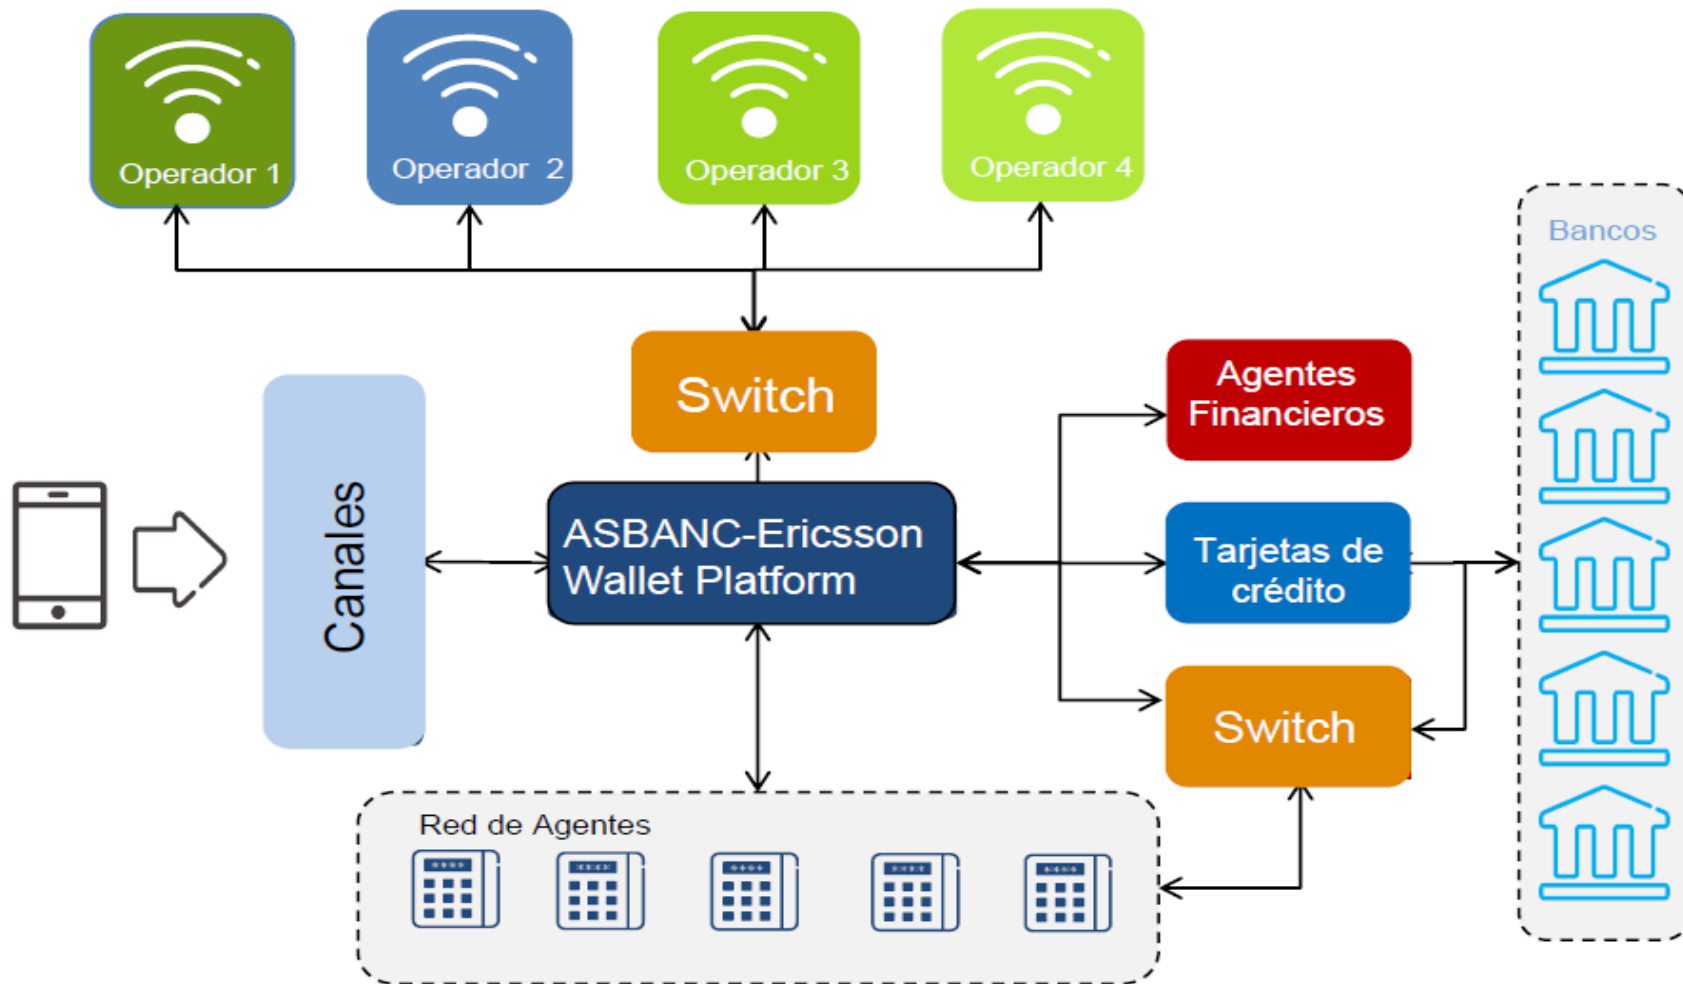 Operador 1
Operador 2
Operador 3
Operador 4
Bancos
Switch
Agentes
Financieros
Canales
ASBANC-Ericsson
Wallet Platform
Tarjetas de
crédito
Switch
Red de Agentes